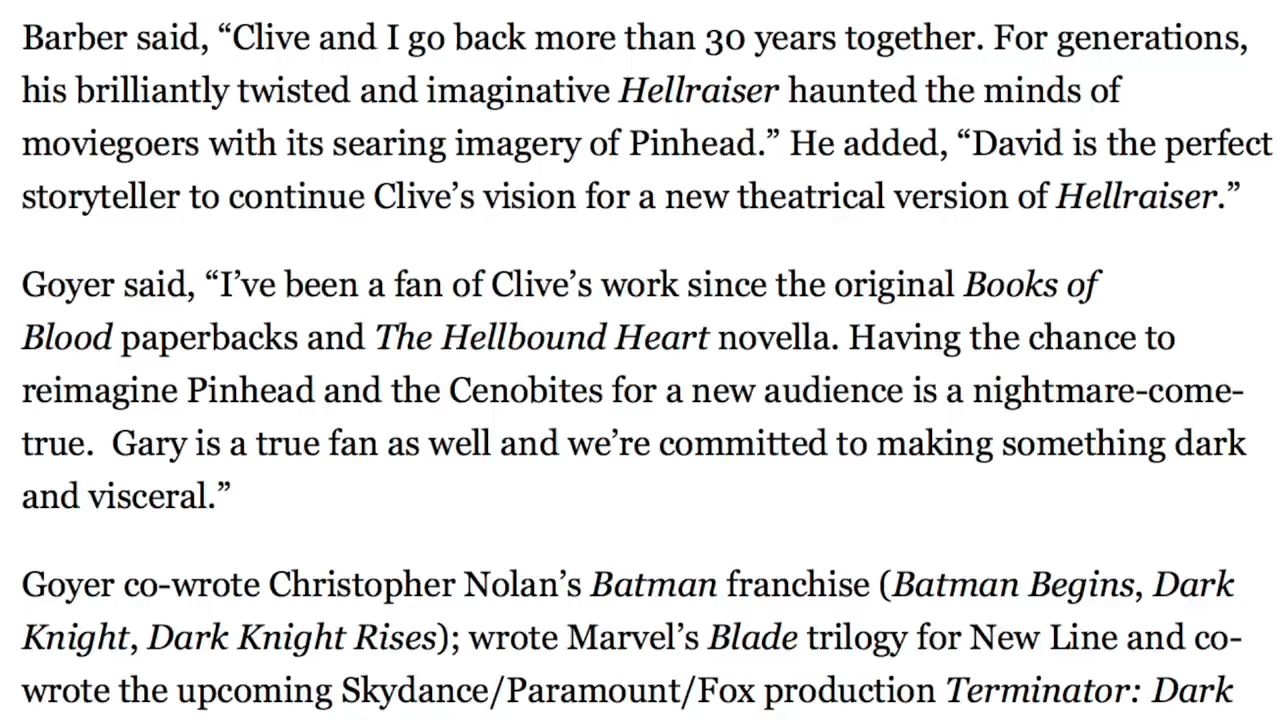 Barber said, “Clive and I go back more than 30 years together. For generations,
his brilliantly twisted and imaginative Hellraiser haunted the minds of
moviegoers with its searing imagery of Pinhead.” He added, “David is the perfect
storyteller to continue Clive’s vision for a new theatrical version of Hellraiser.”
Goyer said, “I’ve been a fan of Clive’s work since the original Books of
Blood paperbacks and The Hellbound Heart novella. Having the chance to
reimagine Pinhead and the Cenobites for a new audience is a nightmare-come-
true.  Gary is a true fan as well and we’re committed to making something dark
and visceral.”
Goyer co-wrote Christopher Nolan’s Batman franchise (Batman Begins, Dark
Knight, Dark Knight Rises); wrote Marvel’s Blade trilogy for New Line and co-
wrote the upcoming Skydance/Paramount/Fox production Terminator: Dark